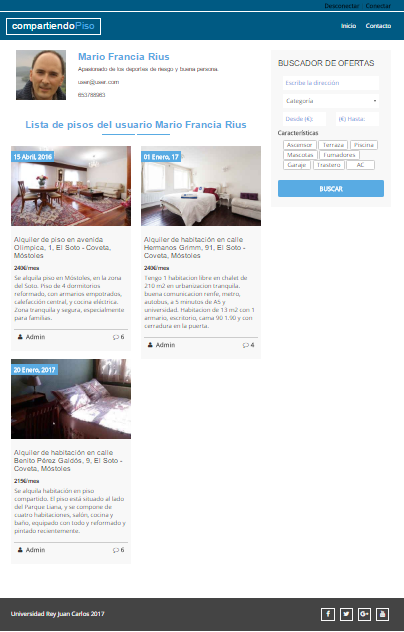 Desconectar Conectar
compartiendoPiso
Inicio Contacto
Mario Francia Rius
Apasionado de los deportes de riesgo y buena persona.
user@user.com
653788983
Lista de pisos del usuario Mario Francia Rius
15 Abril, 2016
Alquiler de piso en avenida
Olímpica, 1, El Soto - Coveta,
Móstoles
240€/mes
Se alquila piso en Móstoles, en la zona
del Soto. Piso de 4 dormitorios
reformado, con armarios empotrados,
calefacción central, y cocina eléctrica.
Zona tranquila y segura, especialmente
para familias.
Admin 6
01 Enero, 17
Alquiler de habitación en calle
Hermanos Grimm, 91, El Soto -
Coveta, Móstoles
240€/mes
Tengo 1 habitacion libre en chalet de
210 m2 en urbanizacion tranquila.
buena comunicacion renfe, metro,
autobus, a 5 minutos de A5 y
universidad. Habitacion de 13 m2 con 1
armario, escritorio, cama 90 1.90 y con
cerradura en la puerta.
Admin 4
20 Enero, 2017
Alquiler de habitación en calle
Benito Pérez Galdós, 9, El Soto -
Coveta, Móstoles
215€/mes
Se alquila habitación en piso
compartido. El piso está situado al lado
del Parque Liana, y se compone de
cuatro habitaciones, salón, cocina y
baño, equipado con todo y reformado y
pintado recientemente.
Admin 6
BUSCADOR DE OFERTAS
Escribe la dirección
Categoría
Desde (€): (€) Hasta:
Características
Ascensor Terraza Piscina
Mascotas Fumadores
Garaje Trastero AC
BUSCAR
Universidad Rey Juan Carlos 2017